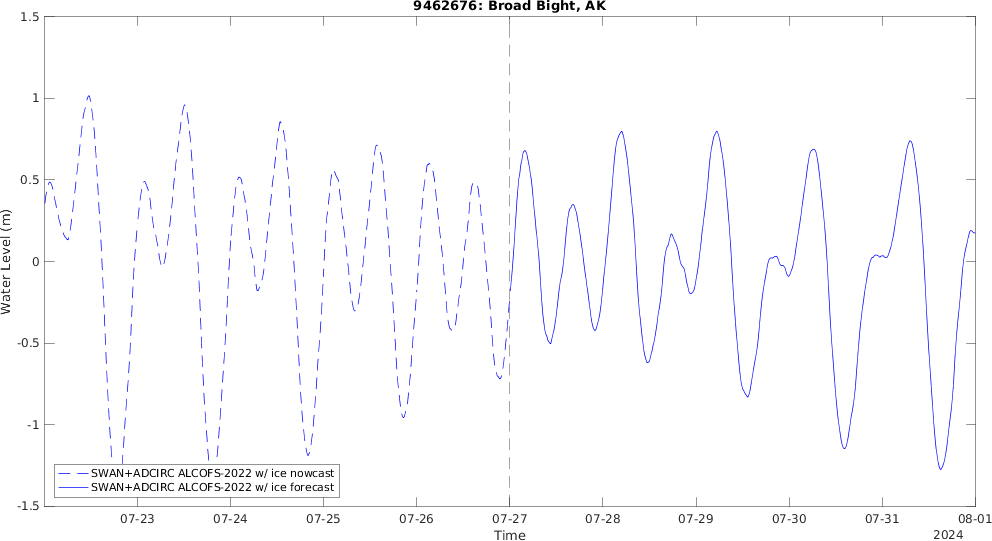 9462676: Broad Bight, AK
Water Level (m)
1.5
1
0.5
0
-0.5
-1
-1.5
SWAN+ADCIRC ALCOFS-2022 w/ ice nowcast
SWAN+ADCIRC ALCOFS-2022 w/ ice forecast
07-23 07-24 07-25 07-26 07-27 07-28 07-29 07-30 07-31 08-01
Time
2024